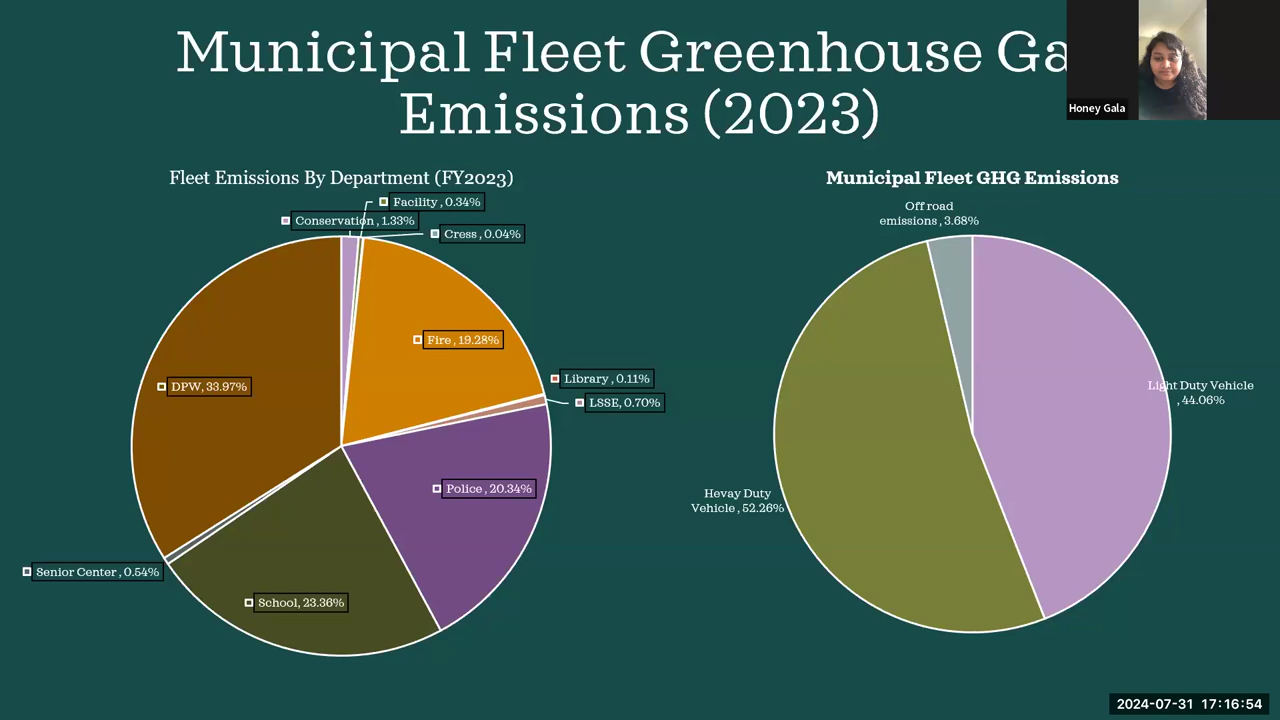 Municipal Fleet Greenhouse Ga
Emissions (2023)
Honey Gala
Fleet Emissions By Department (FY2023)
Facility , 0.34%
Conservation , 1.33%
Cress , 0.04%
Fire , 19.28%
Library , 0.11%
LSSE, 0.70%
DPW, 33.97%
Police , 20.34%
Senior Center , 0.54%
School, 23.36%
Municipal Fleet GHG Emissions
Off road
emissions , 3.68%
Light Duty Vehicle
, 44.06%
Hevay Duty
Vehicle , 52.26%
2024-07-31 17:16:54